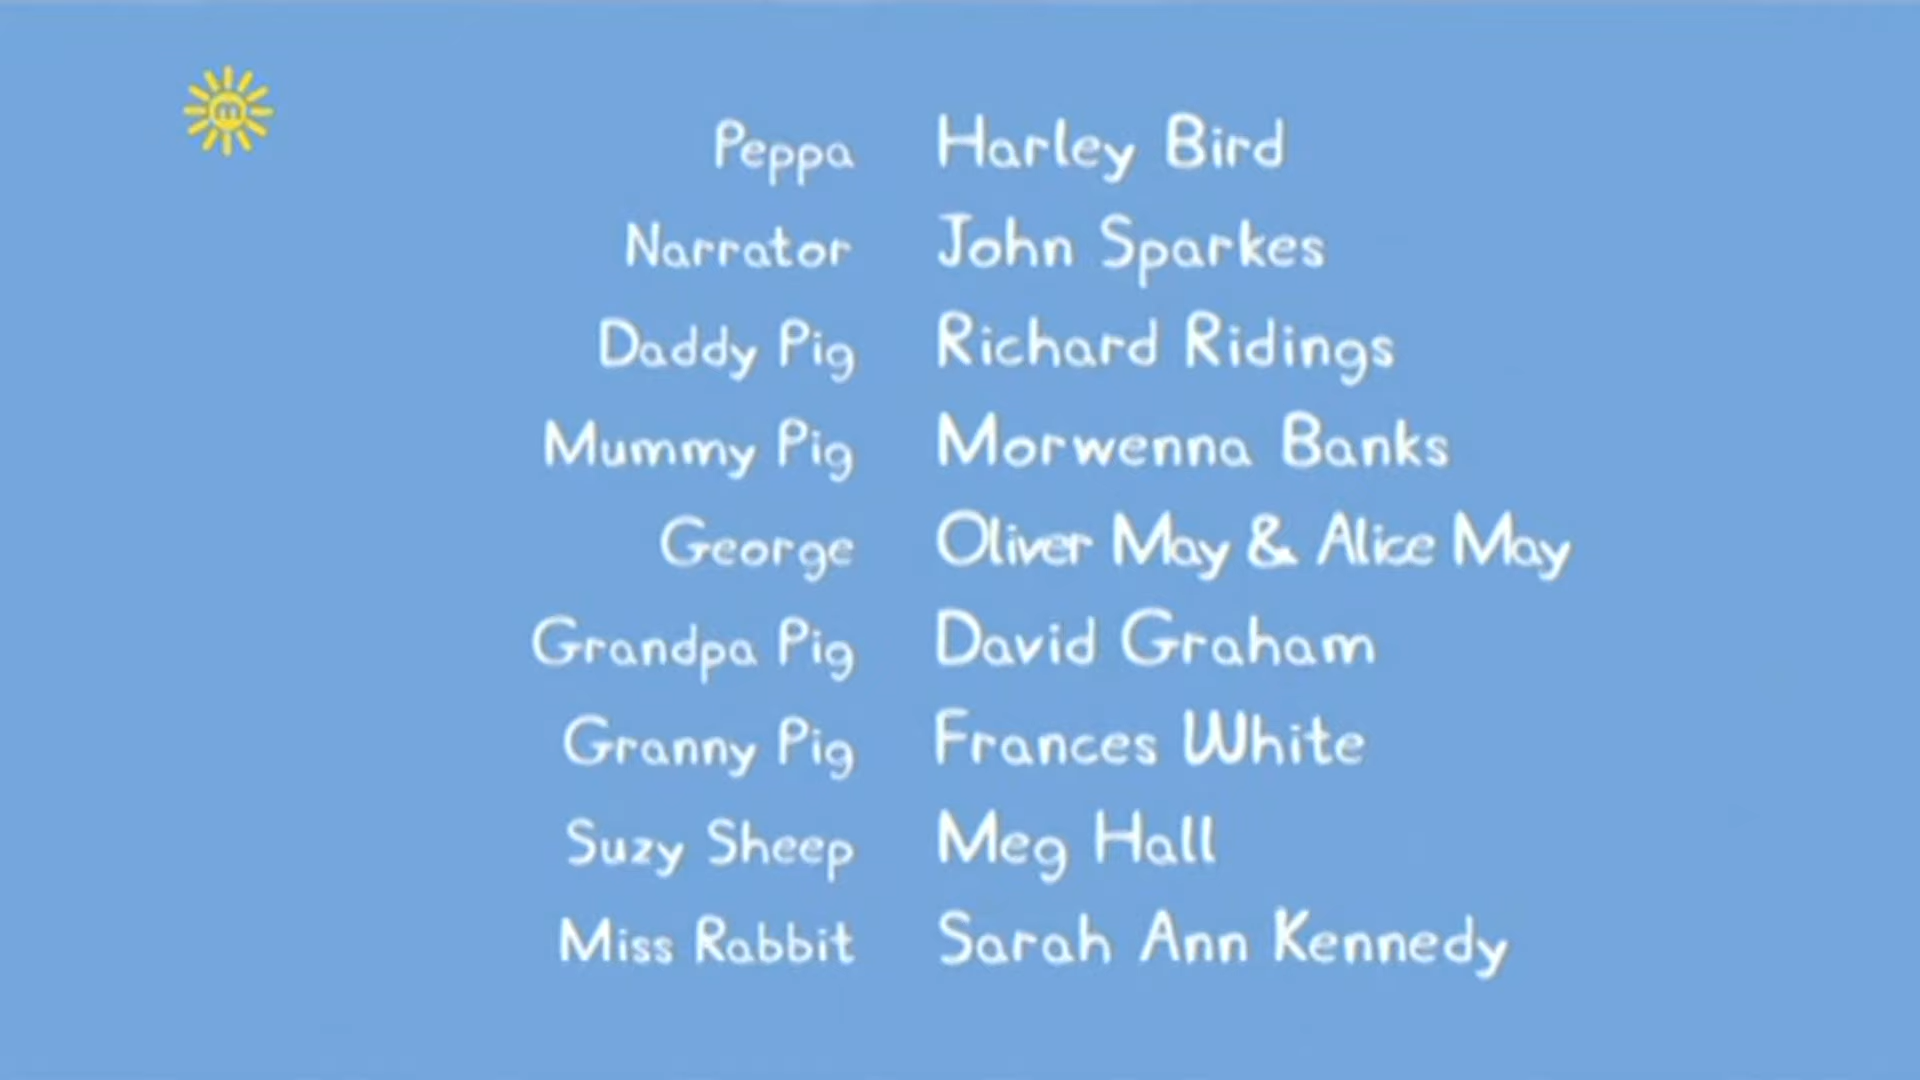 m
Peppa Harley Bird
Narrator John Sparkes
Daddy Pig Richard Ridings
Mummy Pig Morwenna Banks
George Oliver May & Alice May
Grandpa Pig David Graham
Granny Pig Frances White
Suzy Sheep Meg Hall
Miss Rabbit Sarah Ann Kennedy